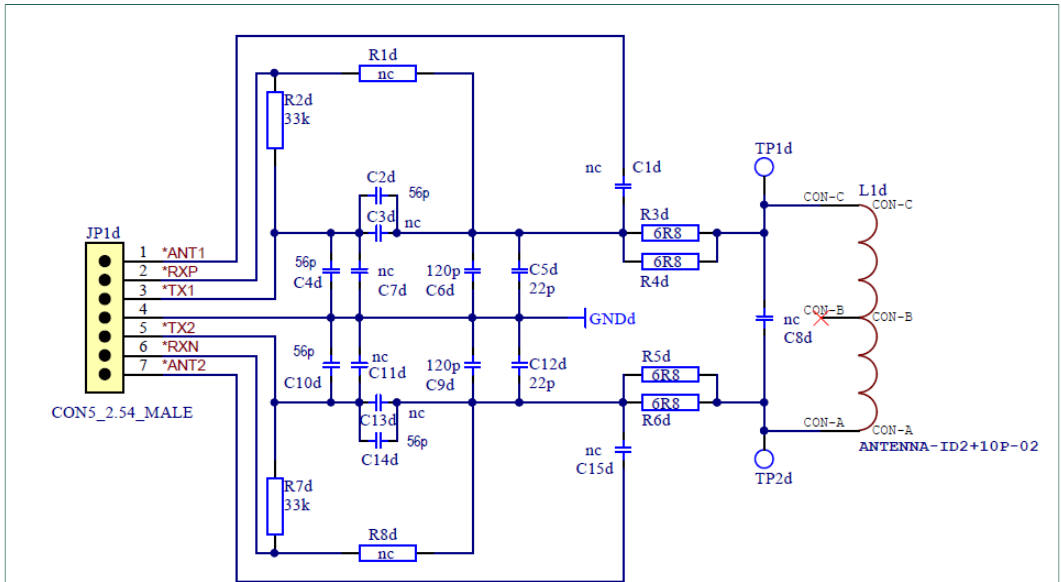 R1d
nc
R2d
33k
TP1d
C2d
56p
nc
C1d
L1d
CON-C
CON-C
C3d
nc
R3d
6R8
JP1d
1
*ANT1
2
*RXP
3
*TX1
4
5
*TX2
6
*RXN
7
*ANT2
56p
C4d
nc
C7d
120p
C6d
C5d
22p
6R8
R4d
GNDd
CON-B
CON-B
nc
C8d
56p
C10d
nc
C11d
120p
C9d
C12d
22p
R5d
6R8
6R8
R6d
CON5_2.54_MALE
C13d
nc
56p
C14d
nc
C15d
CON-A
CON-A
ANTENNA-ID2+10P-02
TP2d
R7d
33k
R8d
nc